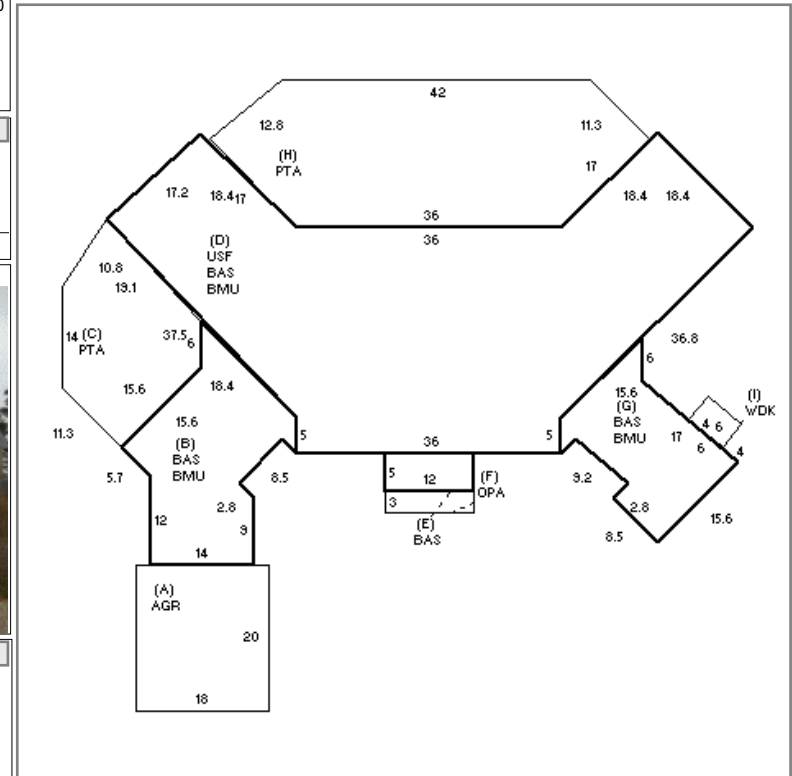 42
12.8
11.3
(H)
PTA
17
17.2
18.4
17
18.4
18.4
36
36
(D)
USF
BAS
BMU
10.8
19.1
14
(C)
PTA
37.5
6
36.8
6
15.6
18.4
15.6
(I)
WDK
(G)
BAS
BMU
4
6
15.6
(B)
BAS
BMU
17
6
4
11.3
5
36
5
5.7
8.5
5
12
(F)
OPA
9.2
12
2.8
9
3
(E)
BAS
2.8
15.6
8.5
14
(A)
AGR
20
18